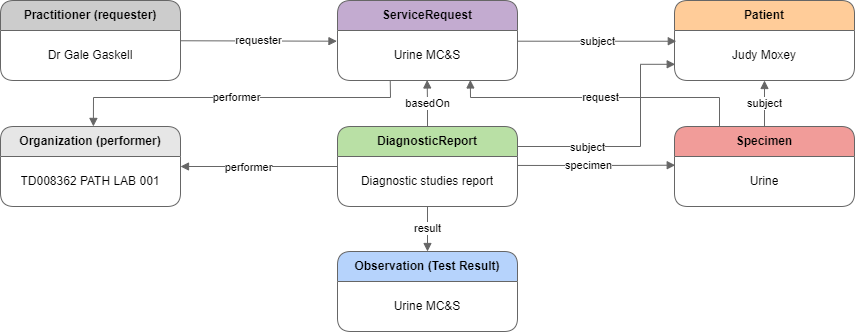 Practitioner (requester)
Dr Gale Gaskell
requester
ServiceRequest
Urine MC&S
subject
Patient
Judy Moxey
performer
basedOn
request
subject
Organization (performer)
TD008362 PATH LAB 001
performer
DiagnosticReport
Diagnostic studies report
subject
specimen
Specimen
Urine
result
Observation (Test Result)
Urine MC&S